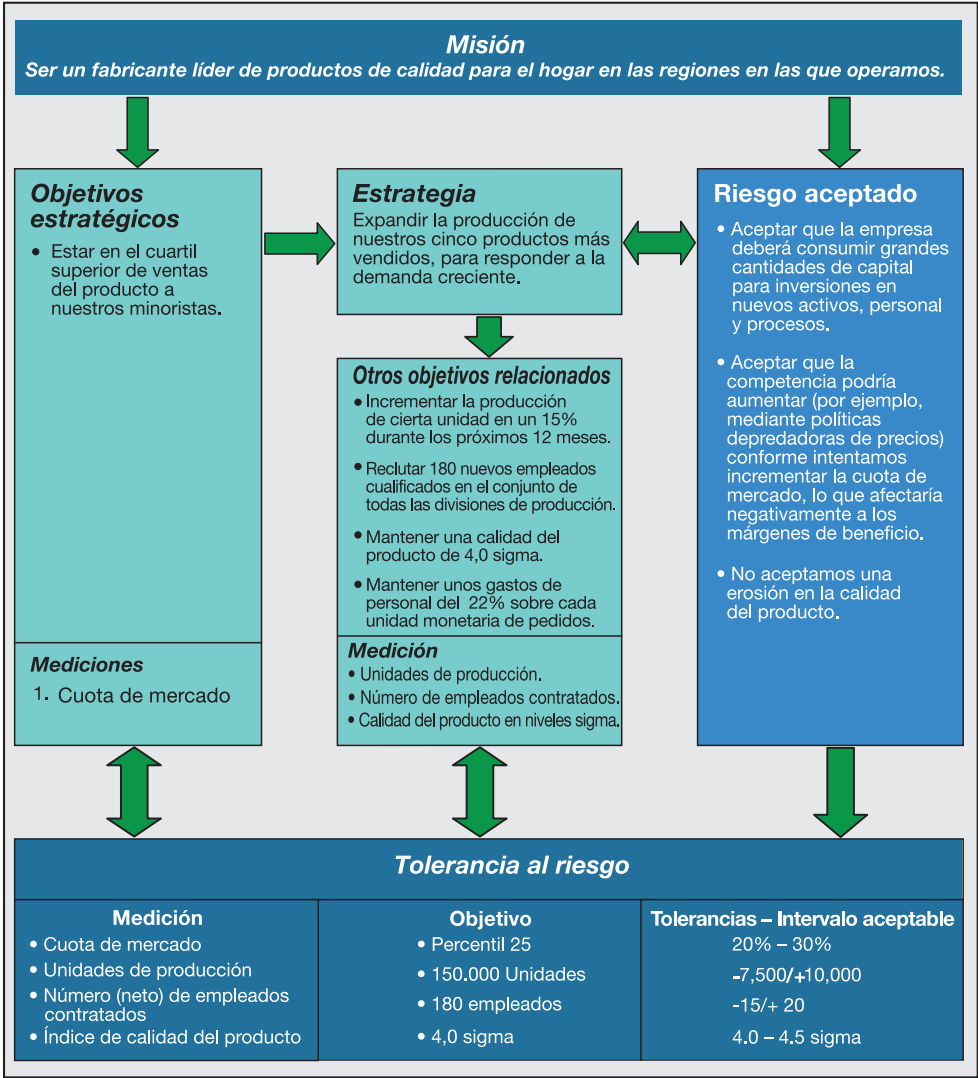 Misión
Ser un fabricante líder de productos de calidad para el hogar en las regiones en las que operamos.
Objetivos
estratégicos
• Estar en el cuartil
superior de ventas
del producto a
nuestros minoristas.
Mediciones
1. Cuota de mercado
Estrategia
Expandir la producción de
nuestros cinco productos más
vendidos, para responder a la
demanda creciente.
Otros objetivos relacionados
• Incrementar la producción
de cierta unidad en un 15%
durante los próximos 12 meses.
• Reclutar 180 nuevos empleados
cualificados en el conjunto de
todas las divisiones de producción.
• Mantener una calidad del
producto de 4,0 sigma.
• Mantener unos gastos de
personal del 22% sobre cada
unidad monetaria de pedidos.
Medición
• Unidades de producción.
• Número de empleados contratados.
• Calidad del producto en niveles sigma.
Riesgo aceptado
• Aceptar que la empresa
deberá consumir grandes
cantidades de capital
para inversiones en
nuevos activos, personal
y procesos.
• Aceptar que la
competencia podría
aumentar (por ejemplo,
mediante políticas
depredadoras de precios)
conforme intentamos
incrementar la cuota de
mercado, lo que afectaría
negativamente a los
márgenes de beneficio.
• No aceptamos una
erosión en la calidad
del producto.
Tolerancia al riesgo
Medición
• Cuota de mercado
• Unidades de producción
• Número (neto) de empleados
contratados
• Índice de calidad del producto
Objetivo
• Percentil 25
• 150.000 Unidades
• 180 empleados
• 4,0 sigma
Tolerancias – Intervalo aceptable
20% – 30%
-7,500/+10,000
-15/+ 20
4.0 – 4.5 sigma